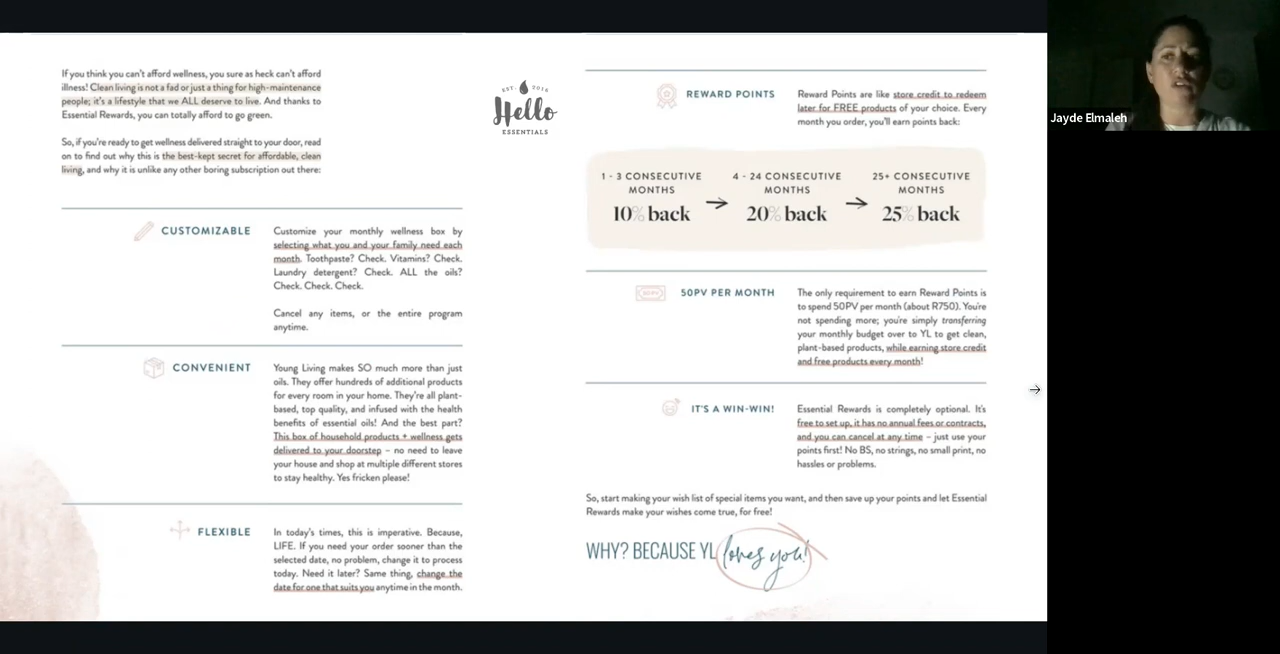 If you think you can't afford wellness, you sure as heck can't afford
illness! Clean living is not a fad or just a thing for high-maintenance
people; it's a lifestyle that we ALL deserve to live. And thanks to
Essential Rewards, you can totally afford to go green.
So, if you're ready to get wellness delivered straight to your door, read
on to find out why this is the best-kept secret for affordable, clean
living, and why it is unlike any other boring subscription out there:
CUSTOMIZABLE
Customize your monthly wellness box by
selecting what you and your family need each
month. Toothpaste? Check. Vitamins? Check.
Laundry detergent? Check. ALL the oils?
Check. Check. Check.
Cancel any items, or the entire program
anytime.
CONVENIENT
Young Living makes SO much more than just
oils. They offer hundreds of additional products
for every room in your home. They're all plant-
based, top quality, and infused with the health
benefits of essential oils! And the best part?
This box of household products + wellness gets
delivered to your doorstep – no need to leave
your house and shop at multiple different stores
to stay healthy. Yes fricken please!
FLEXIBLE
In today's times, this is imperative. Because,
LIFE. If you need your order sooner than the
selected date, no problem, change it to process
today. Need it later? Same thing, change the
date for one that suits you anytime in the month.
EST. 2016
Hello
ESSENTIALS
REWARD POINTS
Reward Points are like store credit to redeem
later for FREE products of your choice. Every
month you order, you'll earn points back:
1 - 3 CONSECUTIVE
MONTHS
10% back
4 - 24 CONSECUTIVE
MONTHS
20% back
25+ CONSECUTIVE
MONTHS
25% back
50PV
50PV PER MONTH
The only requirement to earn Reward Points is
to spend 50PV per month (about R750). You're
not spending more; you're simply transferring
your monthly budget over to YL to get clean,
plant-based products, while earning store credit
and free products every month!
IT'S A WIN-WIN!
Essential Rewards is completely optional. It's
free to set up, it has no annual fees or contracts,
and you can cancel at any time – just use your
points first! No BS, no strings, no small print, no
hassles or problems.
So, start making your wish list of special items you want, and then save up your points and let Essential
Rewards make your wishes come true, for free!
WHY? BECAUSE YL loves you!
Jayde Elmaleh